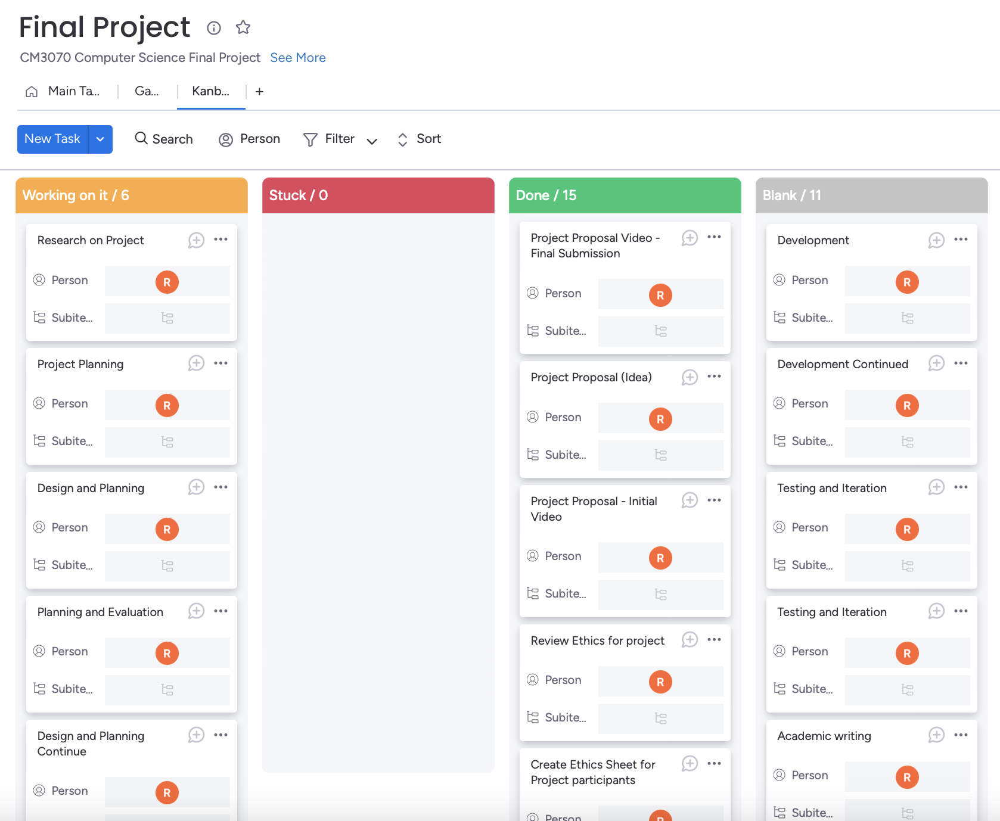 Final Project
CM3070 Computer Science Final Project See More
Main Ta...
Ga...
Kanb...
+
New Task
Search
Person
Filter
Sort
Working on it / 6
Research on Project
Person
R
Subite...
Project Planning
Person
R
Subite...
Design and Planning
Person
R
Subite...
Planning and Evaluation
Person
R
Subite...
Design and Planning
Continue
Person
R
Stuck / 0
Done / 15
Project Proposal Video -
Final Submission
Person
R
Subite...
Project Proposal (Idea)
Person
R
Subite...
Project Proposal - Initial
Video
Person
R
Subite...
Review Ethics for project
Person
R
Subite...
Create Ethics Sheet for
Project participants
Person
R
Blank / 11
Development
Person
R
Subite...
Development Continued
Person
R
Subite...
Testing and Iteration
Person
R
Subite...
Testing and Iteration
Person
R
Subite...
Academic writing
Person
R
Subite...